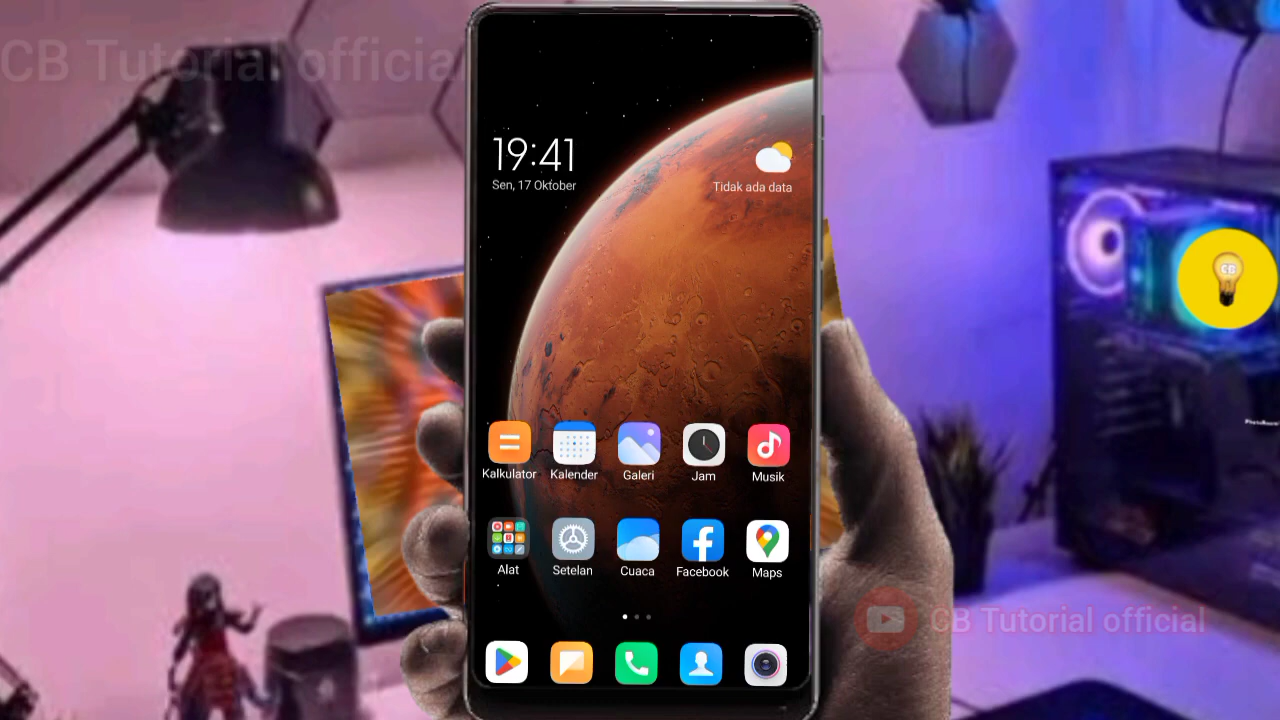 CB Tutorial official
19:41
Sen, 17 Oktober
Tidak ada data
CB
Kalkulator
Kalender
Galeri
Jam
Musik
Alat
Setelan
Cuaca
Facebook
Maps
CB Tutorial official